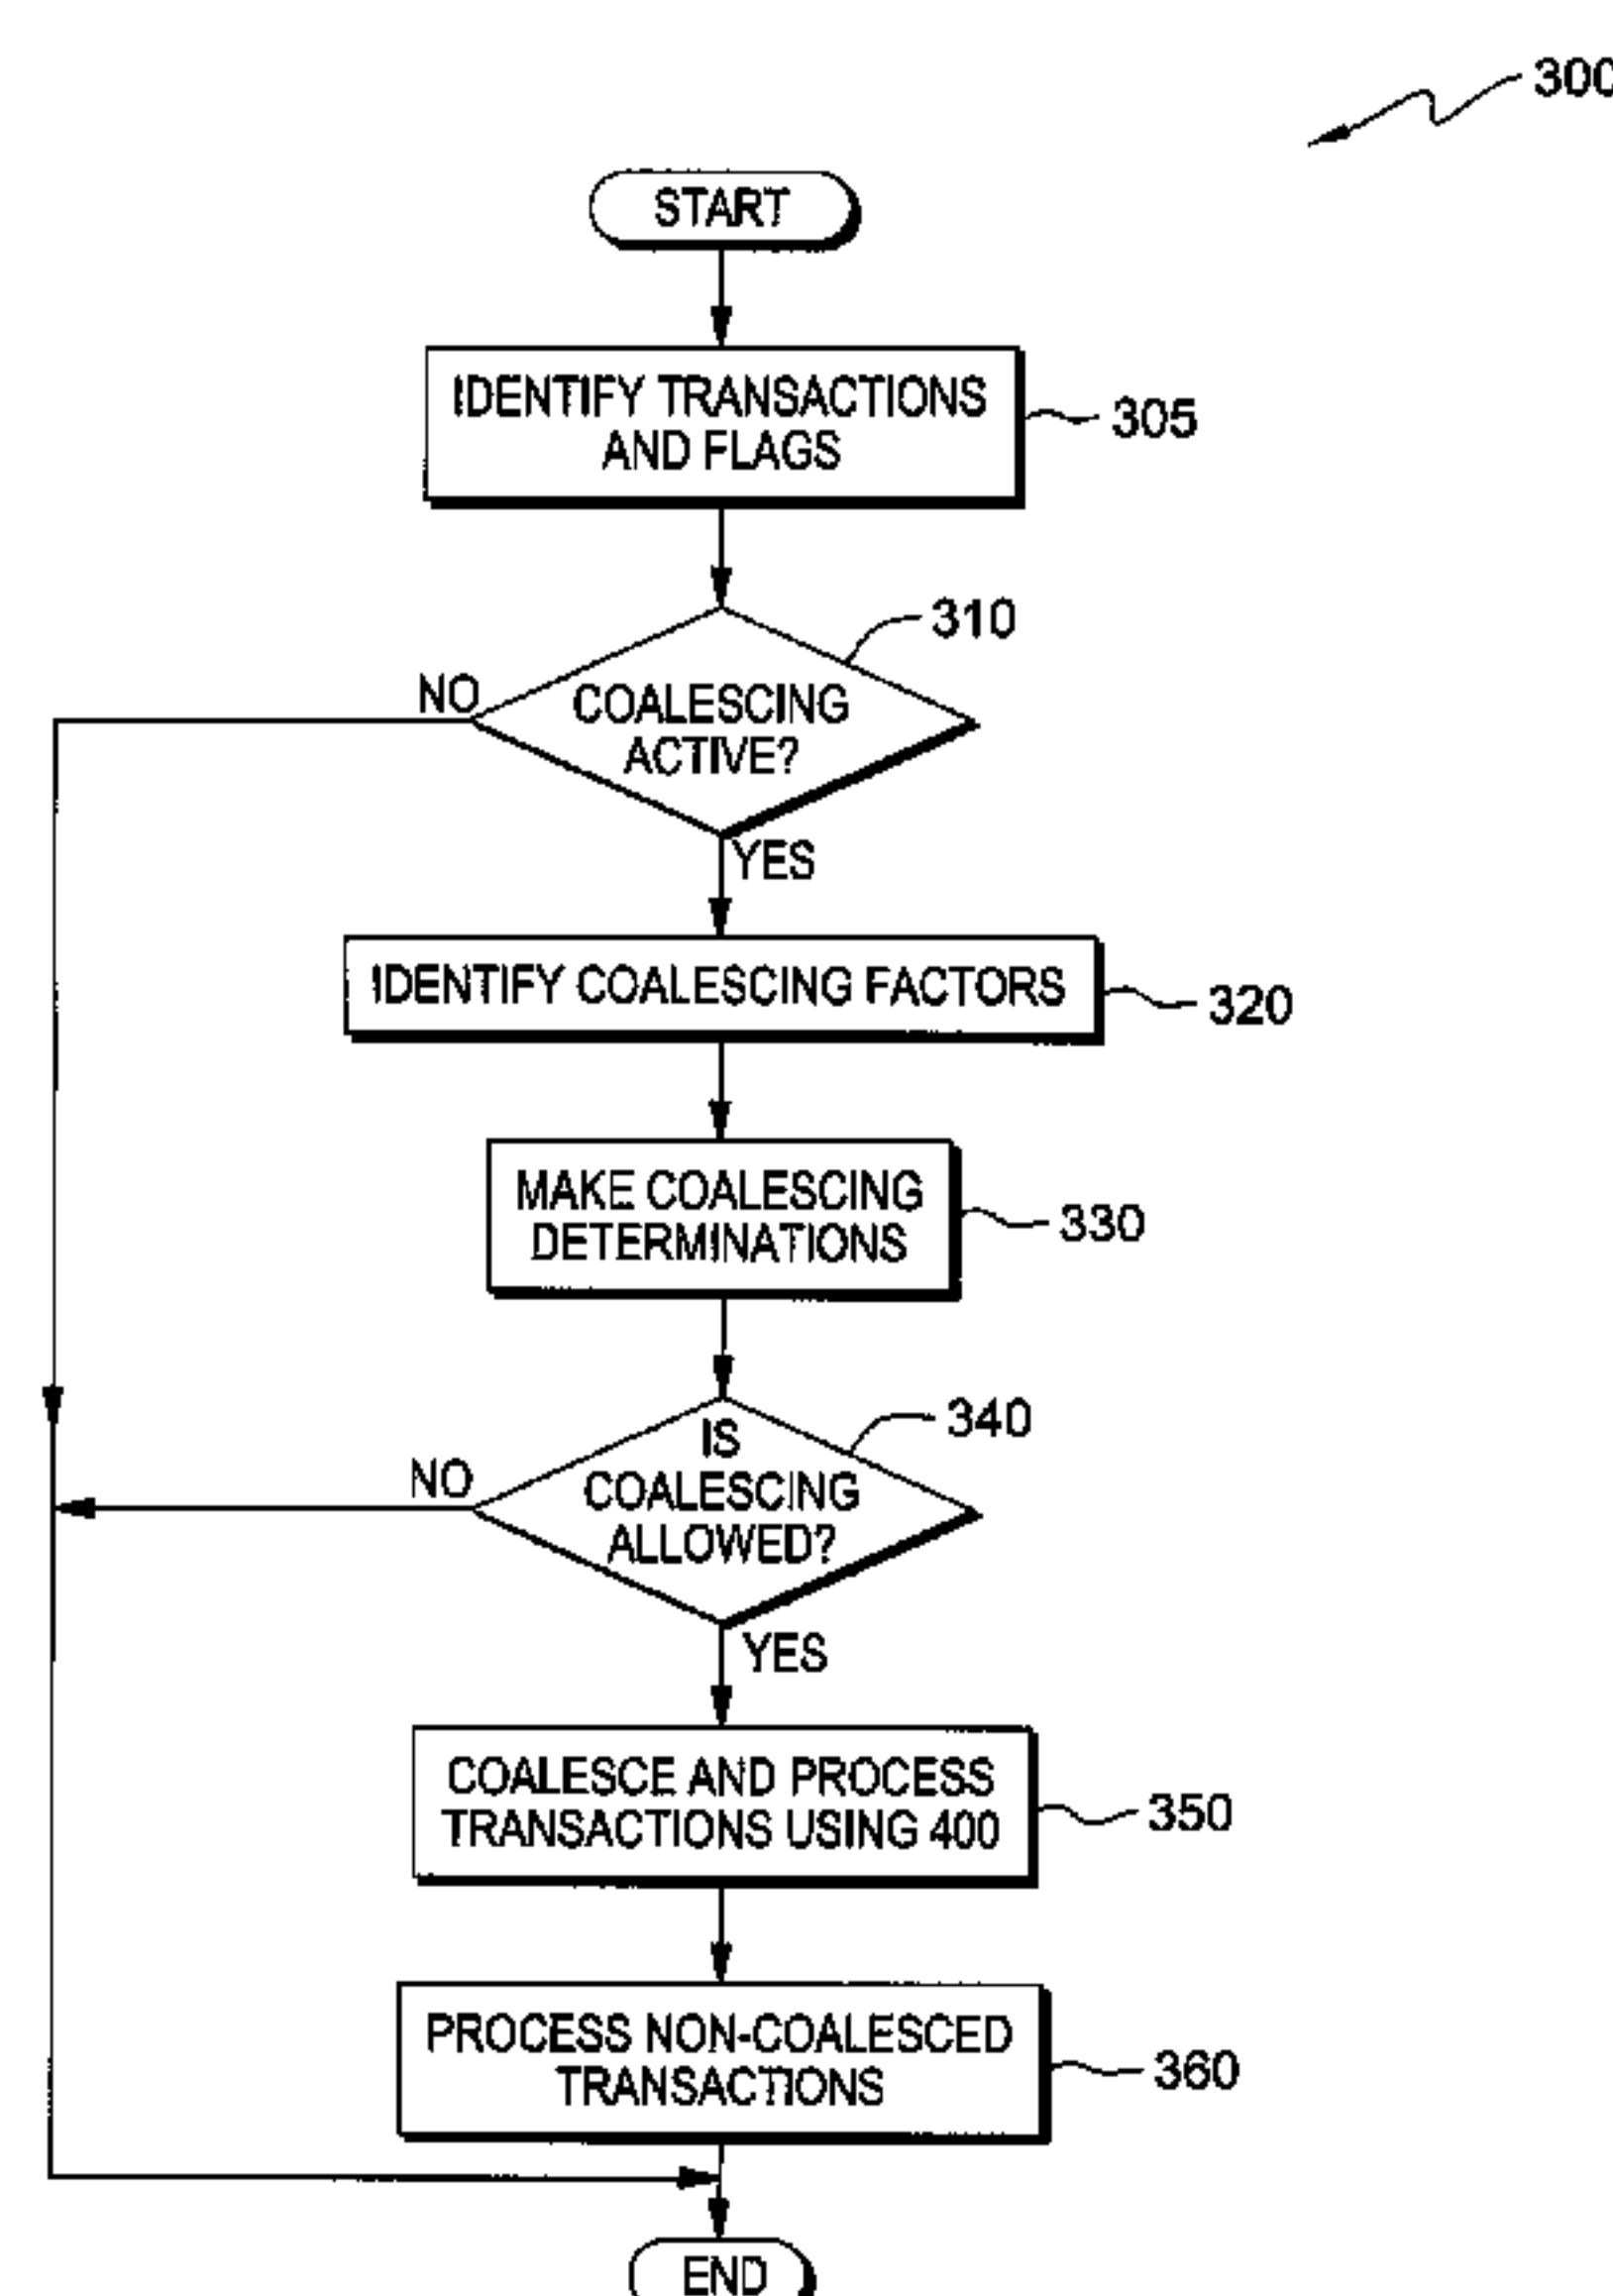 300
START
IDENTIFY TRANSACTIONS
AND FLAGS
305
310
NO
COALESCING
ACTIVE?
YES
IDENTIFY COALESCING FACTORS
320
MAKE COALESCING
DETERMINATIONS
330
340
IS
NO
COALESCING
ALLOWED?
YES
COALESCE AND PROCESS
TRANSACTIONS USING 400
350
PROCESS NON-COALESCED
TRANSACTIONS
360
END